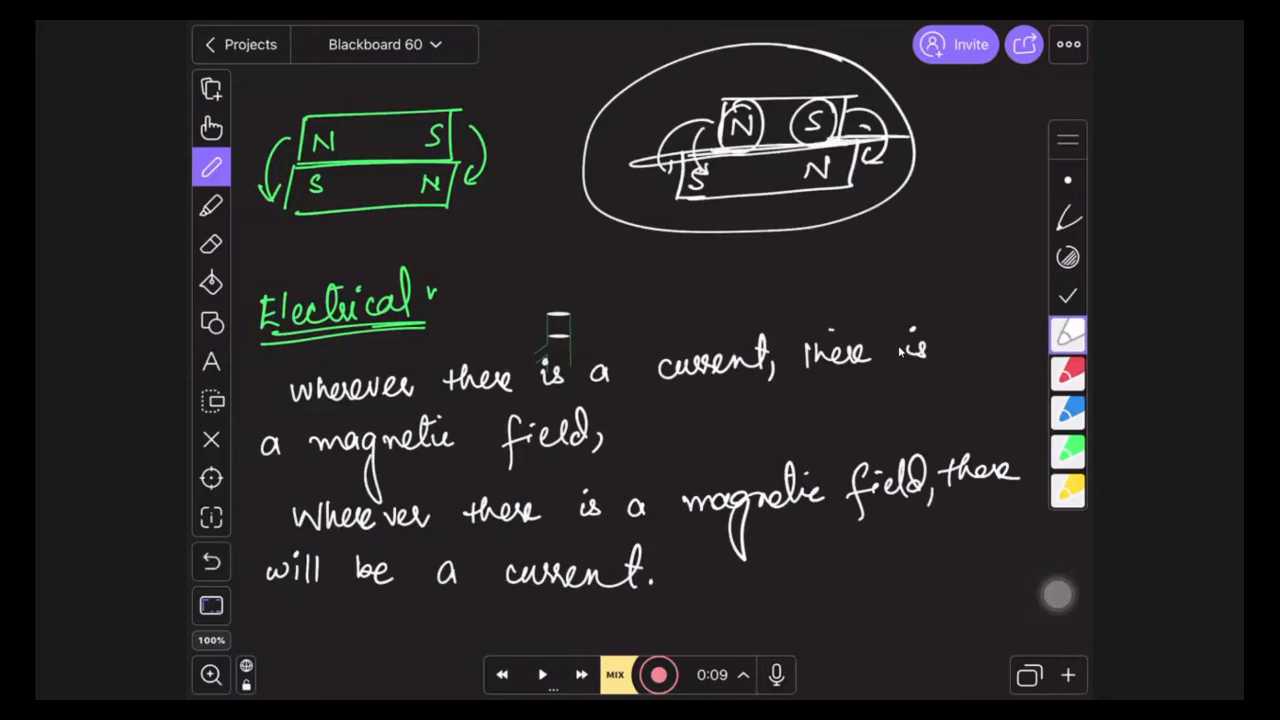 Projects
Blackboard 60
Invite
N S
S N
N S
S N
Electrical
wherever there is a current, there is
a magnetic field,
Wherever there is a magnetic field, there
will be a current.
A
100%
MIX
0:09